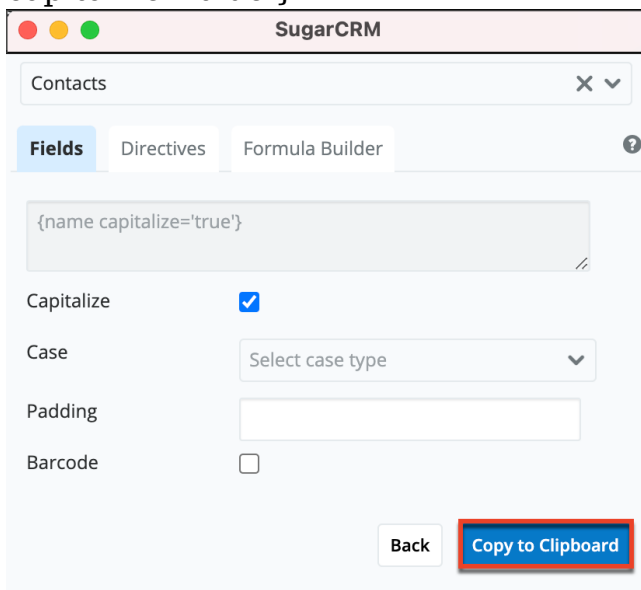 SugarCRM
Contacts
Fields Directives Formula Builder
{name capitalize='true'}
Capitalize
Case Select case type
Padding
Barcode
Back Copy to Clipboard